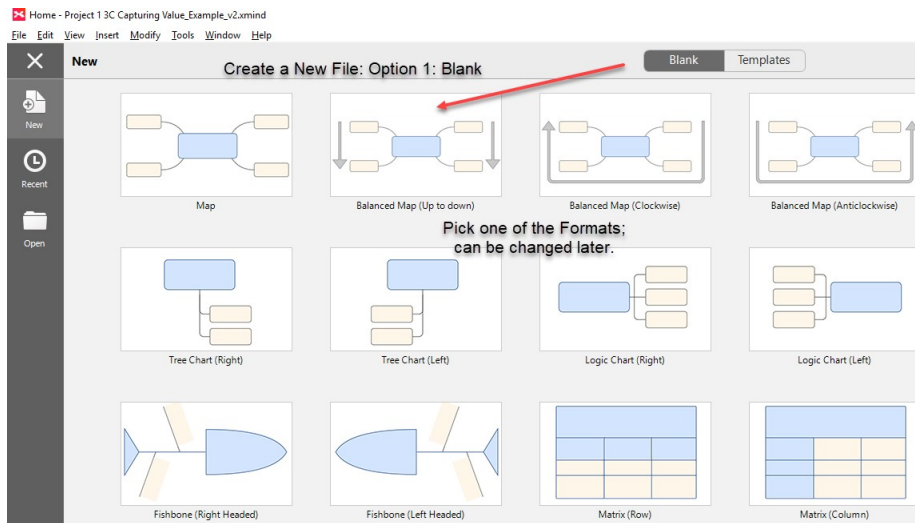 Home - Project 1 3C Capturing Value_Example_v2.xmind
File Edit View Insert Modify Tools Window Help
New
Create a New File: Option 1: Blank
Blank Templates
New
Recent
Open
Map Balanced Map (Up to down) Balanced Map (Clockwise) Balanced Map (Anticlockwise)
Pick one of the Formats;
can be changed later.
Tree Chart (Right) Tree Chart (Left) Logic Chart (Right) Logic Chart (Left)
Fishbone (Right Headed) Fishbone (Left Headed) Matrix (Row) Matrix (Column)